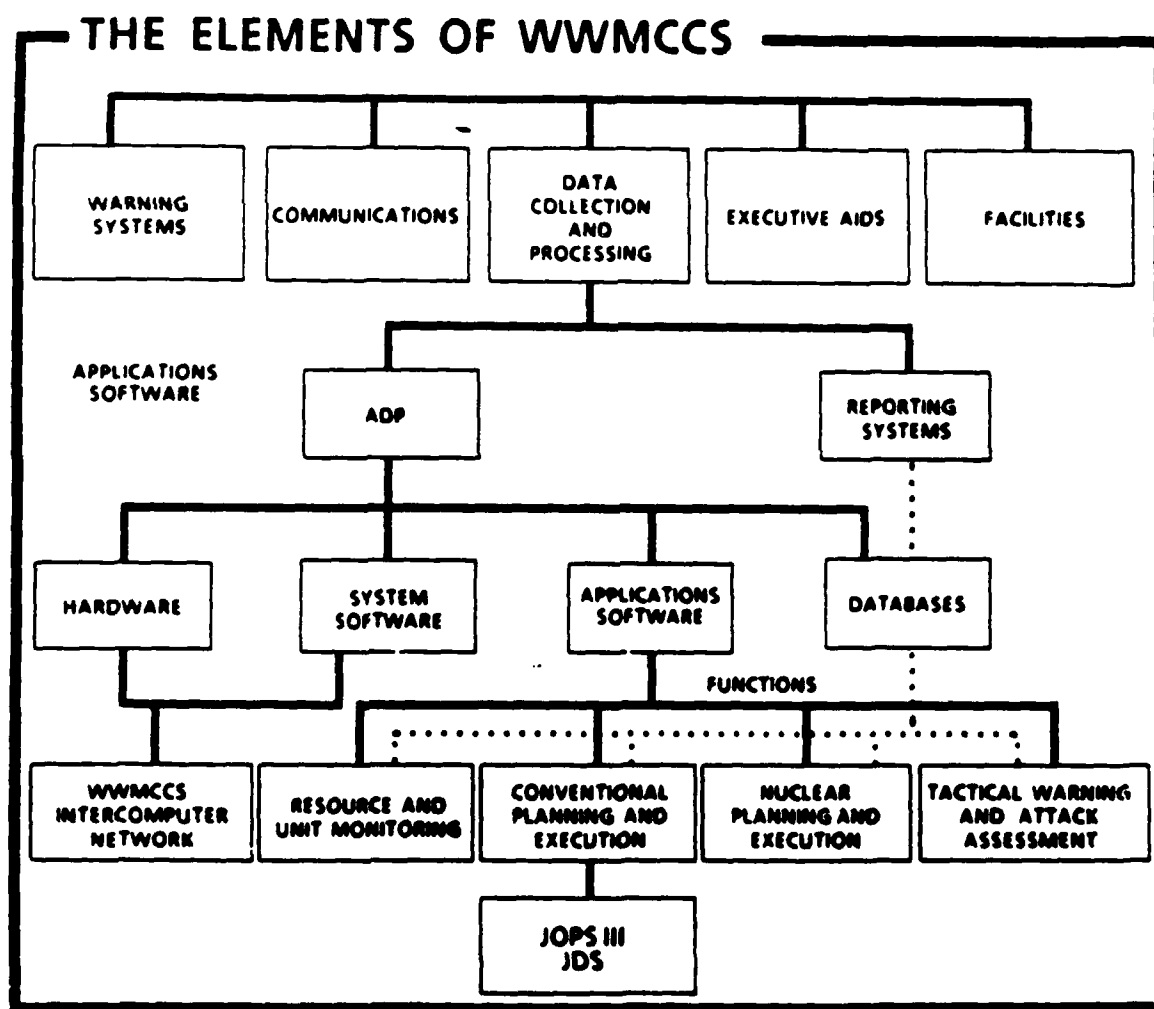 THE ELEMENTS OF WWMCCS
WARNING
SYSTEMS
COMMUNICATIONS
DATA
COLLECTION
AND
PROCESSING
EXECUTIVE AIDS
FACILITIES
APPLICATIONS
SOFTWARE
ADP
REPORTING
SYSTEMS
HARDWARE
SYSTEM
SOFTWARE
APPLICATIONS
SOFTWARE
DATABASES
FUNCTIONS
WWMCCS
INTERCOMPUTER
NETWORK
RESOURCE AND
UNIT MONITORING
CONVENTIONAL
PLANNING AND
EXECUTION
NUCLEAR
PLANNING AND
EXECUTION
TACTICAL WARNING
AND ATTACK
ASSESSMENT
JOPS III
JDS